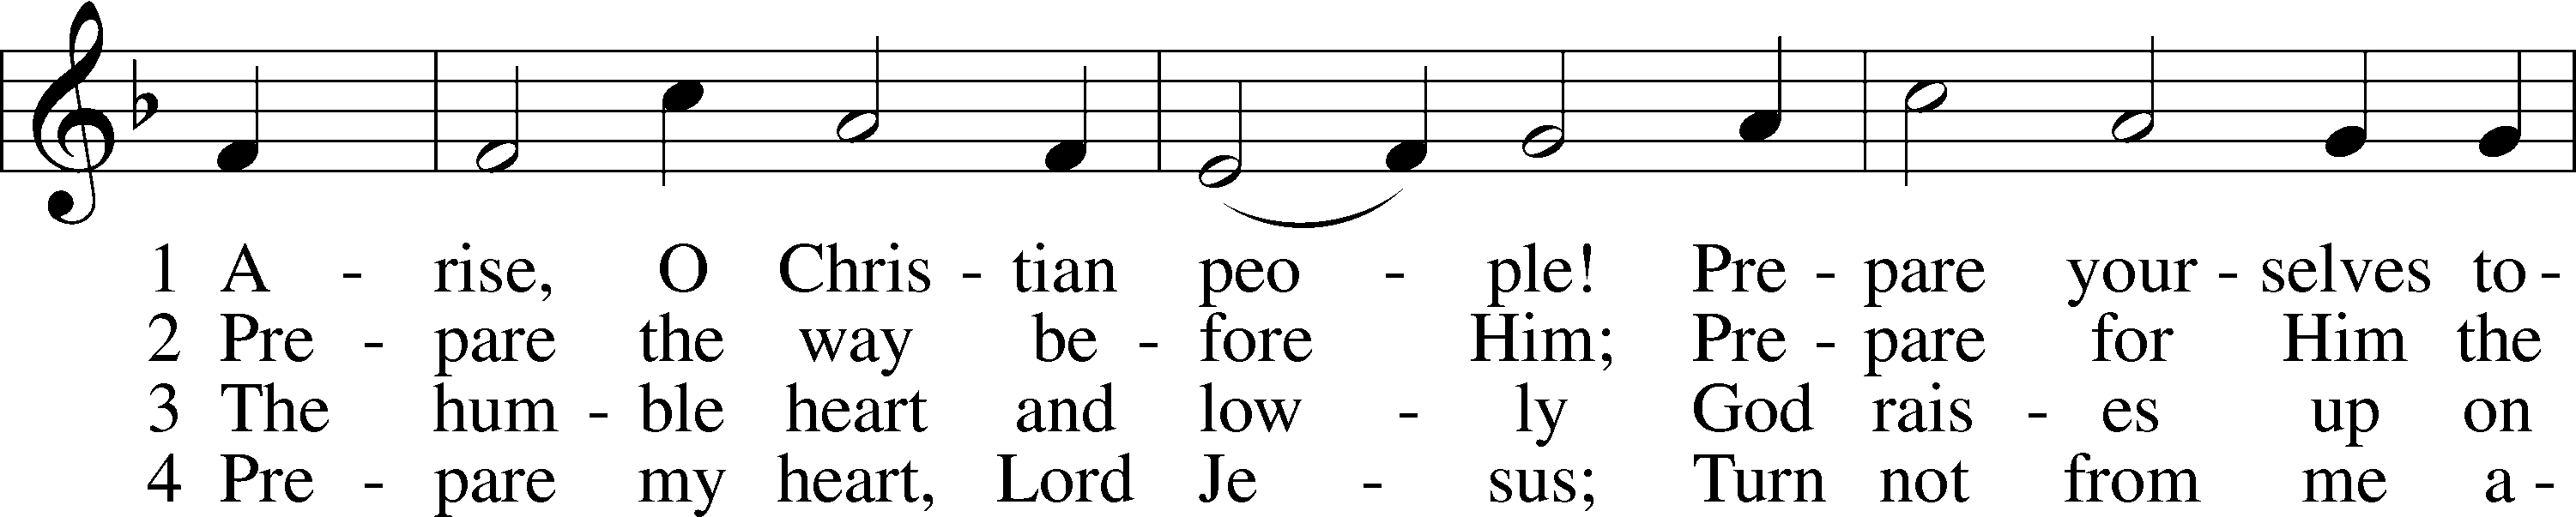 1 A - rise, O Chris - tian peo - ple! Pre - pare your - selves to -
2 Pre - pare the way be - fore Him; Pre - pare for Him the
3 The hum - ble heart and low - ly God rais - es up on
4 Pre - pare my heart, Lord Je - sus; Turn not from me a -